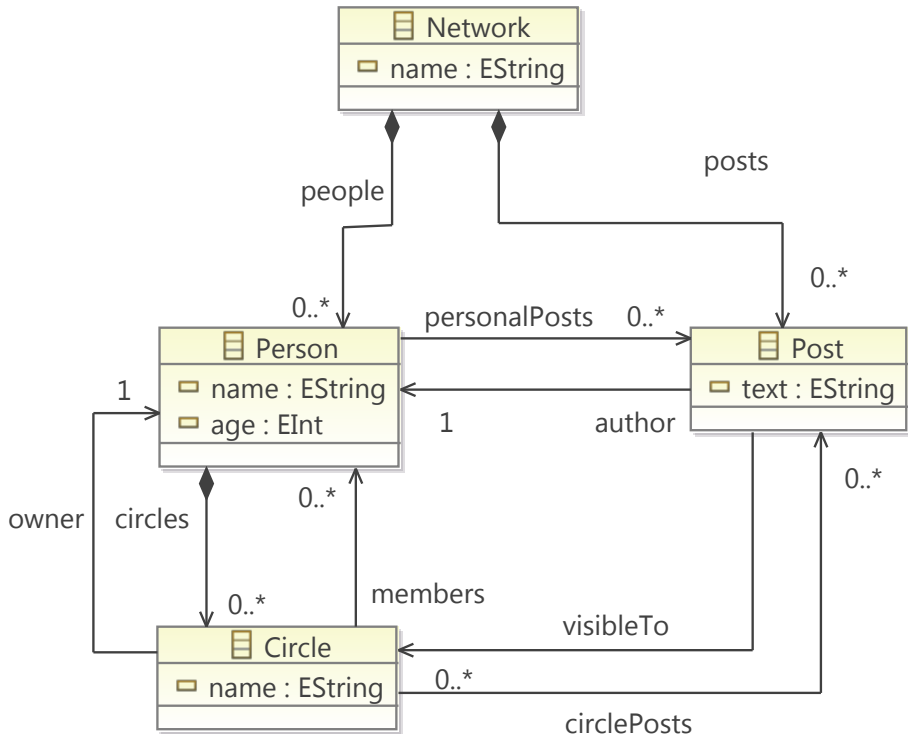 Network
name : EString
people
posts
0..*
0..*
personalPosts
0..*
Person
name : EString
age : EInt
Post
text : EString
1
1
author
0..*
0..*
owner
circles
members
0..*
visibleTo
Circle
name : EString
0..*
circlePosts